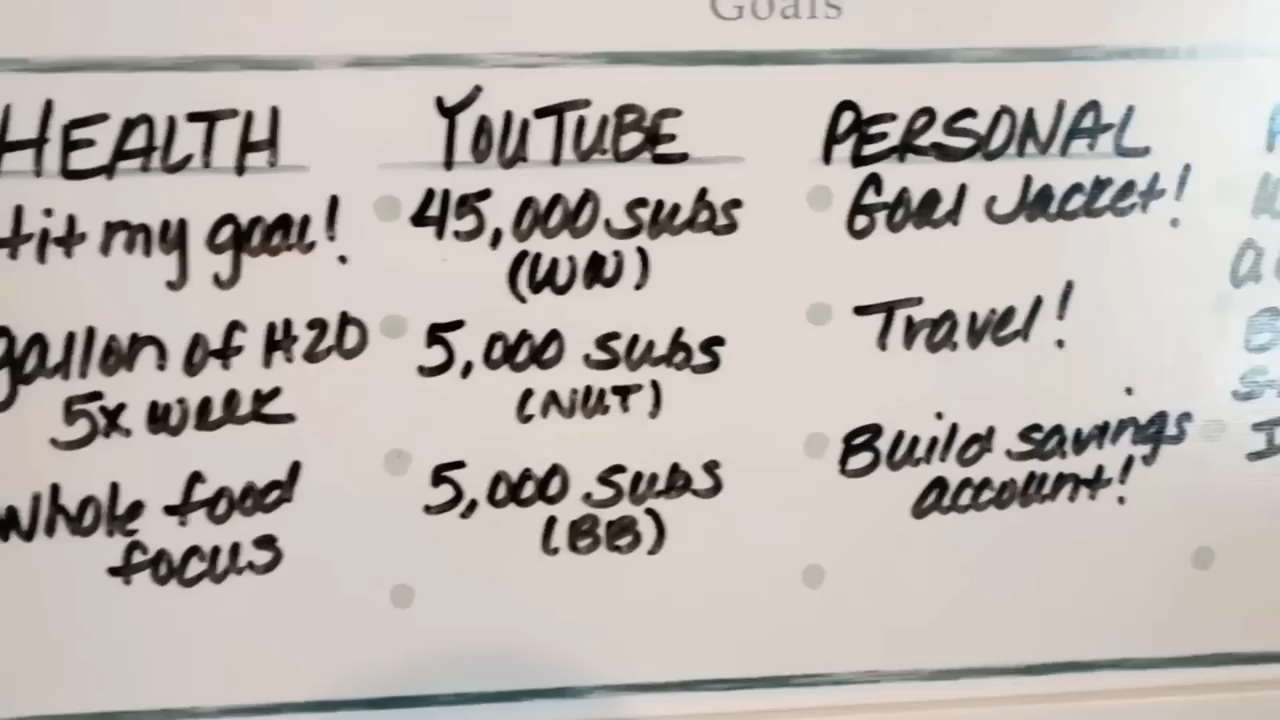 Goals
HEALTH
Hit my goal!
gallon of H2O
5x week
Whole food
focus
YOUTUBE
45,000 subs
(WN)
5,000 subs
(NUT)
5,000 subs
(BB)
PERSONAL
Goal Jacket!
Travel!
Build savings
account!